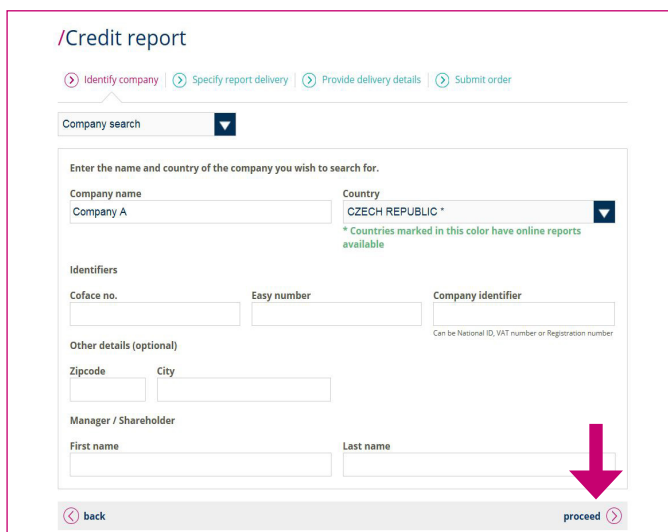 /Credit report
Identify company Specify report delivery Provide delivery details Submit order
Company search
Enter the name and country of the company you wish to search for.
Company name Country
Company A CZECH REPUBLIC *
* Countries marked in this color have online reports
available
Identifiers
Coface no. Easy number Company identifier
Can be National ID, VAT number or Registration number
Other details (optional)
Zipcode City
Manager / Shareholder
First name Last name
back proceed